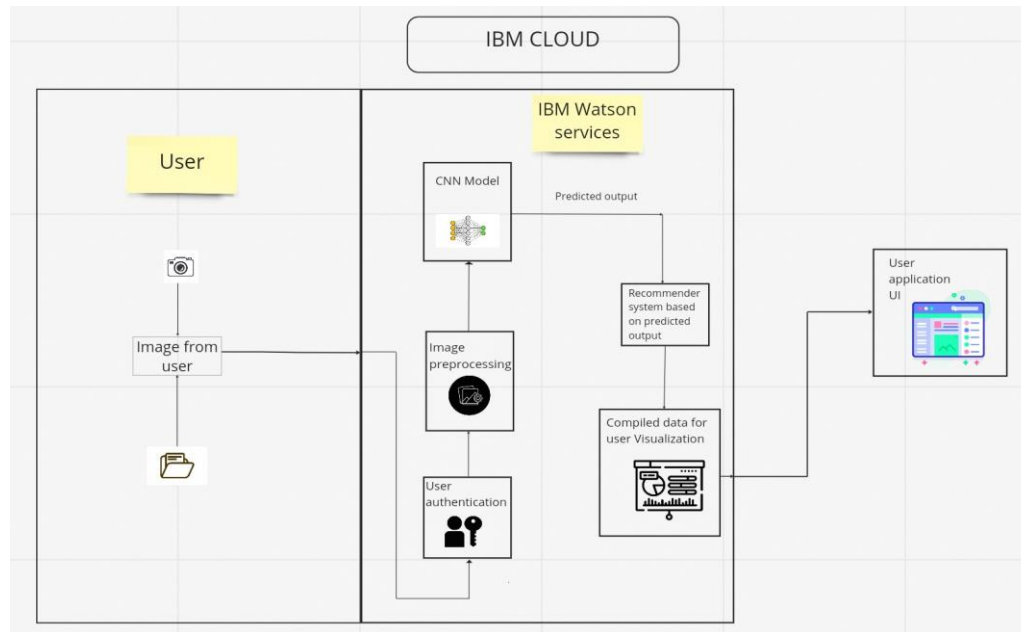 IBM CLOUD
User
Image from
user
IBM Watson
services
CNN Model
Predicted output
Image
preprocessing
User
authentication
Recommender
system based
on predicted
output
Compiled data for
user Visualization
User
application
UI